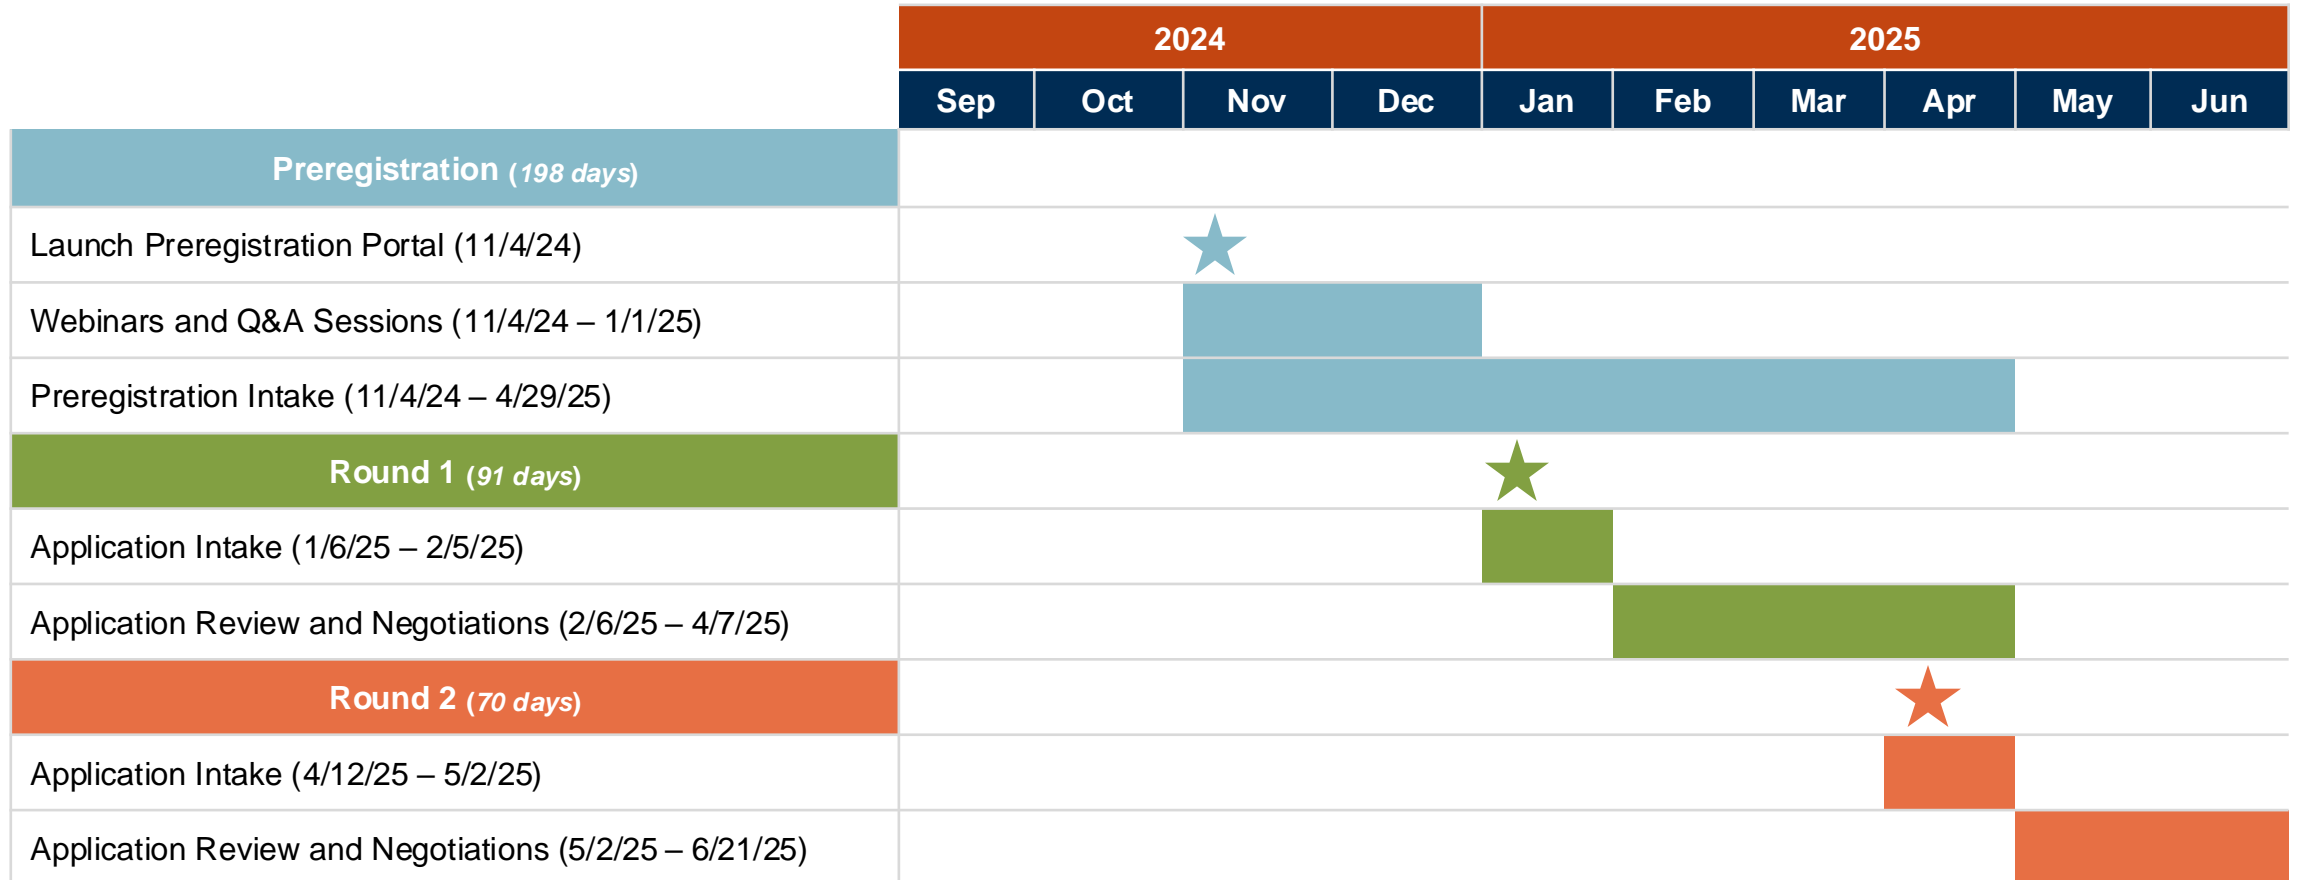 2024 2025
Sep Oct Nov Dec Jan Feb Mar Apr May Jun
Preregistration (198 days)
Launch Preregistration Portal (11/4/24)
Webinars and Q&A Sessions (11/4/24 – 1/1/25)
Preregistration Intake (11/4/24 – 4/29/25)
Round 1 (91 days)
Application Intake (1/6/25 – 2/5/25)
Application Review and Negotiations (2/6/25 – 4/7/25)
Round 2 (70 days)
Application Intake (4/12/25 – 5/2/25)
Application Review and Negotiations (5/2/25 – 6/21/25)